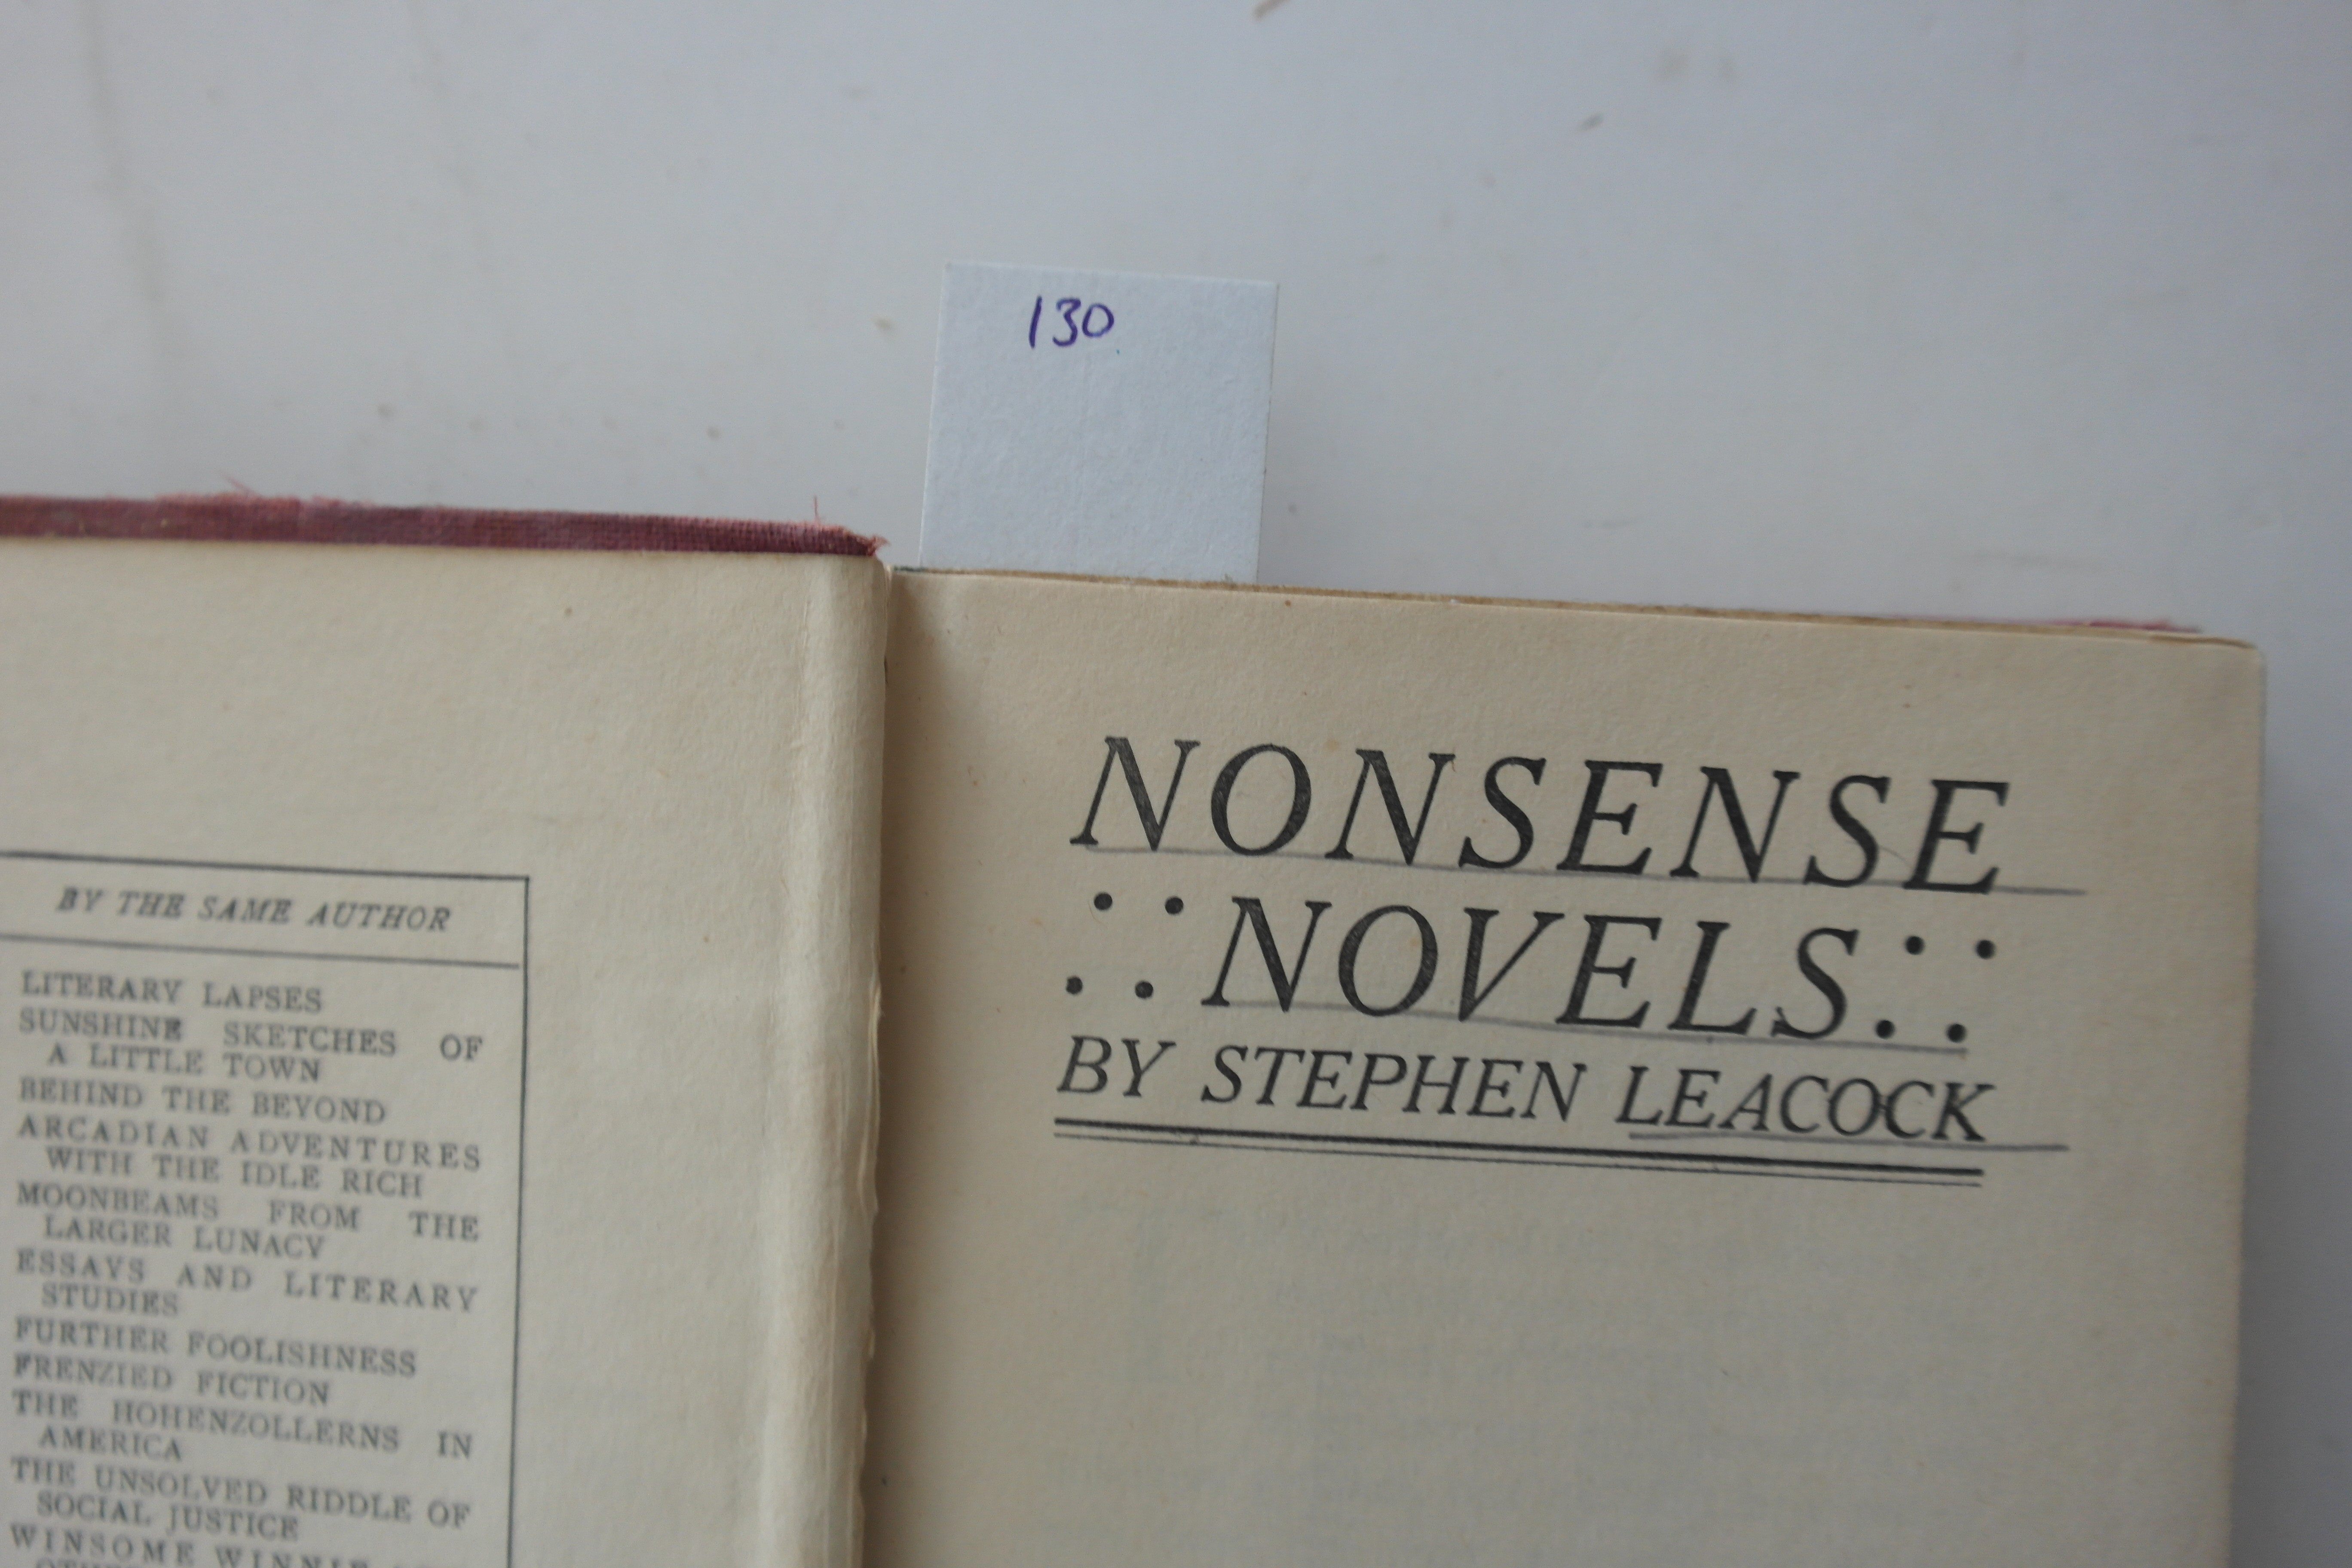 130
BY THE SAME AUTHOR
LITERARY LAPSES
SUNSHINE SKETCHES OF
A LITTLE TOWN
BEHIND THE BEYOND
ARCADIAN ADVENTURES
WITH THE IDLE RICH
MOONBEAMS FROM THE
LARGER LUNACY
ESSAYS AND LITERARY
STUDIES
FURTHER FOOLISHNESS
FRENZIED FICTION
THE HOHENZOLLERNS IN
AMERICA
THE UNSOLVED RIDDLE OF
SOCIAL JUSTICE
WINSOME WINNIE
NONSENSE
: : NOVELS : :
BY STEPHEN LEACOCK